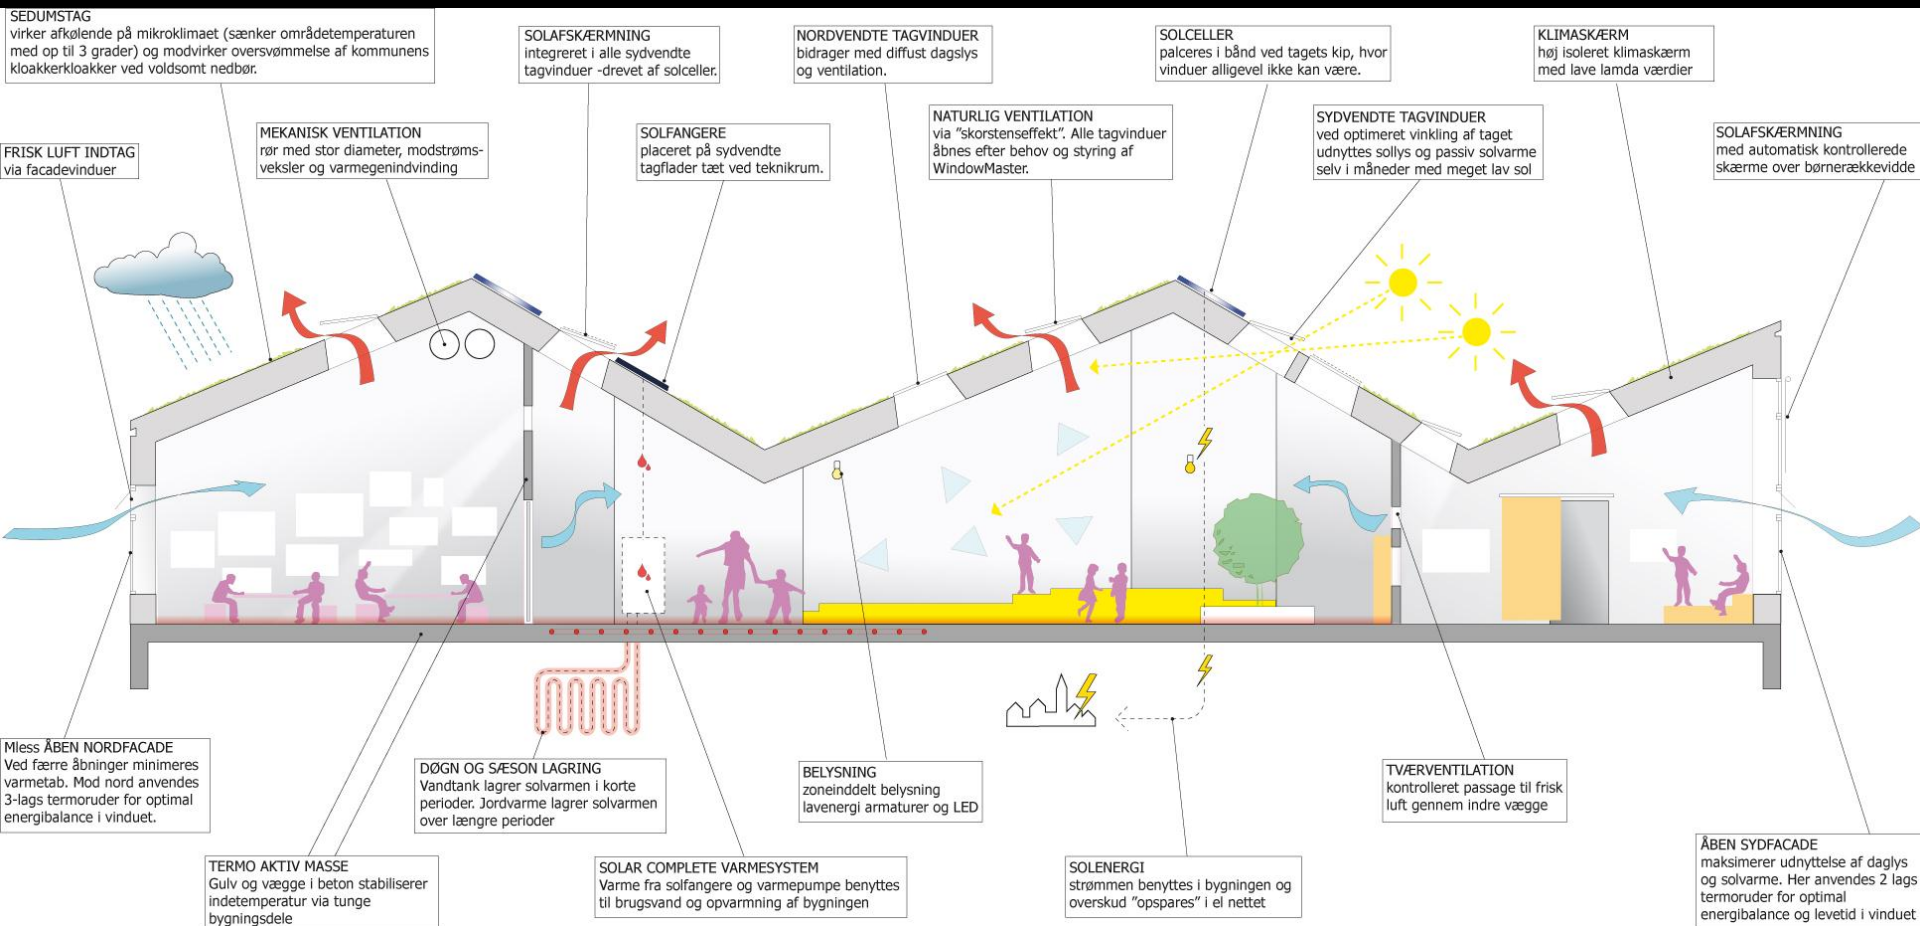 SEDUMSTAG
virker afkølende på mikroklimaet (sænker områdetemperaturen
med op til 3 grader) og modvirker oversvømmelse af kommunens
kloakkerkloakker ved voldsomt nedbør.
SOLAFSKÆRMNING
integreret i alle sydvendte
tagvinduer -drevet af solceller.
NORDVENDTE TAGVINDUER
bidrager med diffust dagslys
og ventilation.
SOLCELLER
palceres i bånd ved tagets kip, hvor
vinduer alligevel ikke kan være.
KLIMASKÆRM
høj isoleret klimaskærm
med lave lamda værdier
FRISK LUFT INDTAG
via facadevinduer
MEKANISK VENTILATION
rør med stor diameter, modstrøms-
veksler og varmegenindvinding
SOLFANGERE
placeret på sydvendte
tagflader tæt ved teknikrum.
NATURLIG VENTILATION
via ”skorstenseffekt”. Alle tagvinduer
åbnes efter behov og styring af
WindowMaster.
SYDVENDTE TAGVINDUER
ved optimeret vinkling af taget
udnyttes sollys og passiv solvarme
selv i måneder med meget lav sol
SOLAFSKÆRMNING
med automatisk kontrollerede
skærme over børnerækkevidde
Mless ÅBEN NORDFACADE
Ved færre åbninger minimeres
varmetab. Mod nord anvendes
3-lags termoruder for optimal
energibalance i vinduet.
DØGN OG SÆSON LAGRING
Vandtank lagrer solvarmen i korte
perioder. Jordvarme lagrer solvarmen
over længre perioder
BELYSNING
zoneinddelt belysning
lavenergi armaturer og LED
TVÆRVENTILATION
kontrolleret passage til frisk
luft gennem indre vægge
TERMO AKTIV MASSE
Gulv og vægge i beton stabiliserer
indetemperatur via tunge
bygningsdele
SOLAR COMPLETE VARMESYSTEM
Varme fra solfangere og varmepumpe benyttes
til brugsvand og opvarmning af bygningen
SOLENERGI
strømmen benyttes i bygningen og
overskud ”opspares” i el nettet
ÅBEN SYDFACADE
maksimerer udnyttelse af daglys
og solvarme. Her anvendes 2 lags
termoruder for optimal
energibalance og levetid i vinduet